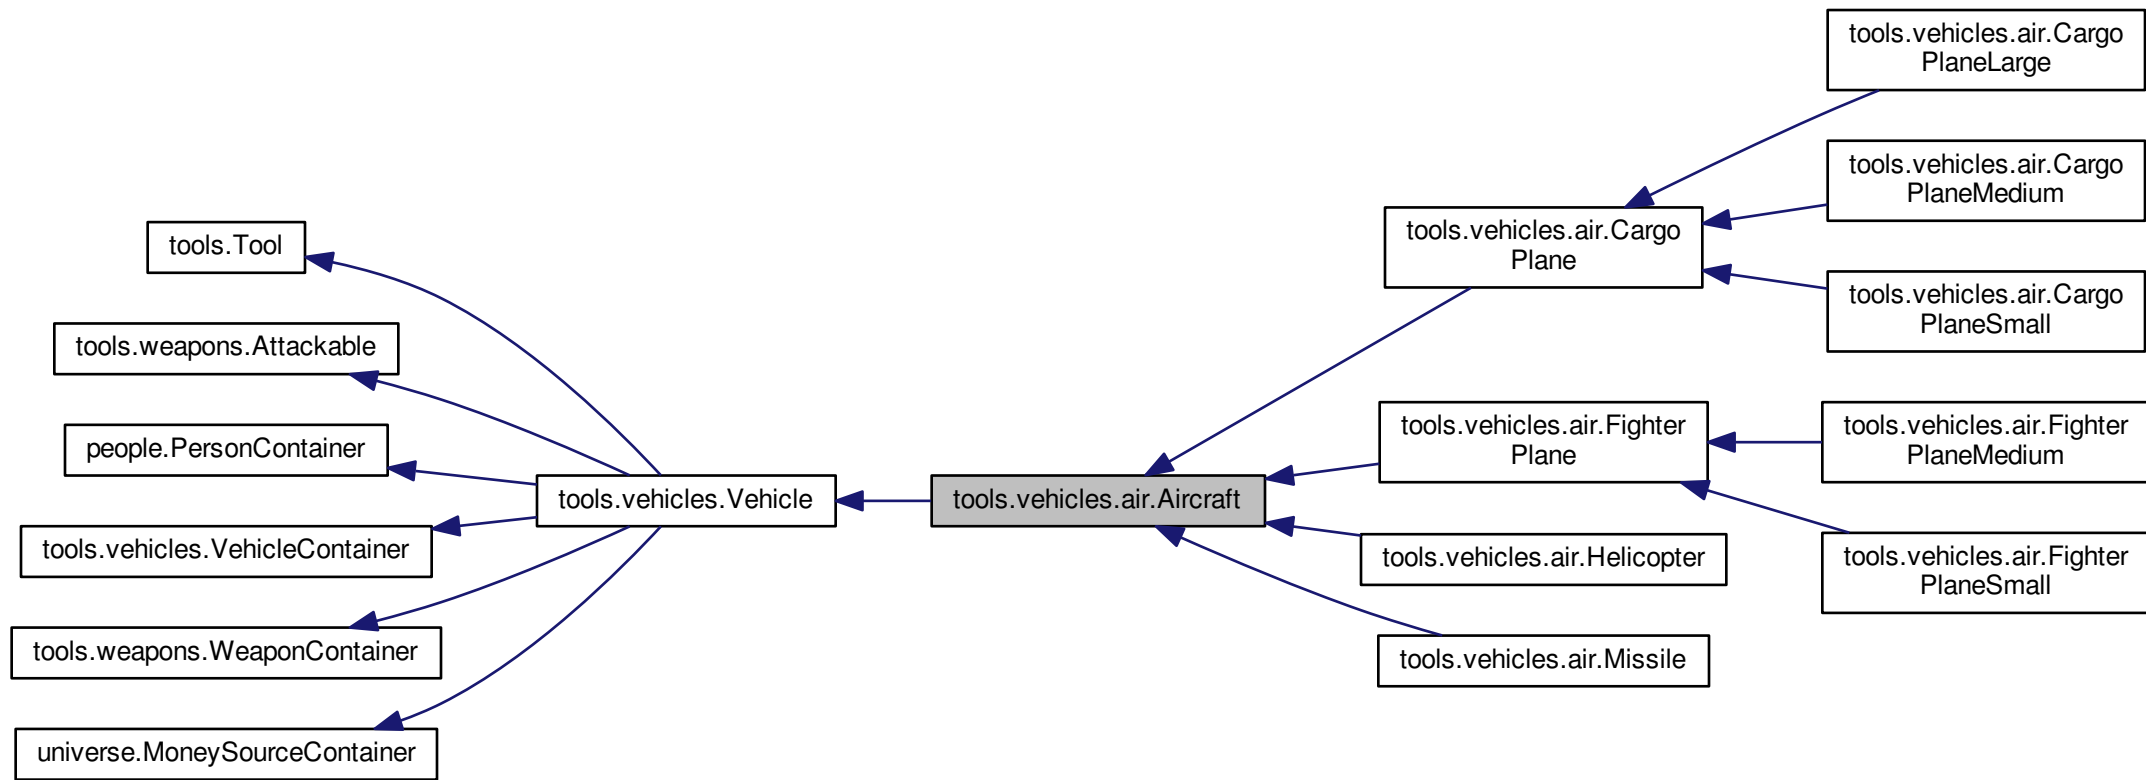 tools.Tool
tools.weapons.Attackable
people.PersonContainer
tools.vehicles.VehicleContainer
tools.weapons.WeaponContainer
universe.MoneySourceContainer
tools.vehicles.Vehicle
tools.vehicles.air.Aircraft
tools.vehicles.air.Cargo
Plane
tools.vehicles.air.Fighter
Plane
tools.vehicles.air.Helicopter
tools.vehicles.air.Missile
tools.vehicles.air.Cargo
PlaneLarge
tools.vehicles.air.Cargo
PlaneMedium
tools.vehicles.air.Cargo
PlaneSmall
tools.vehicles.air.Fighter
PlaneMedium
tools.vehicles.air.Fighter
PlaneSmall